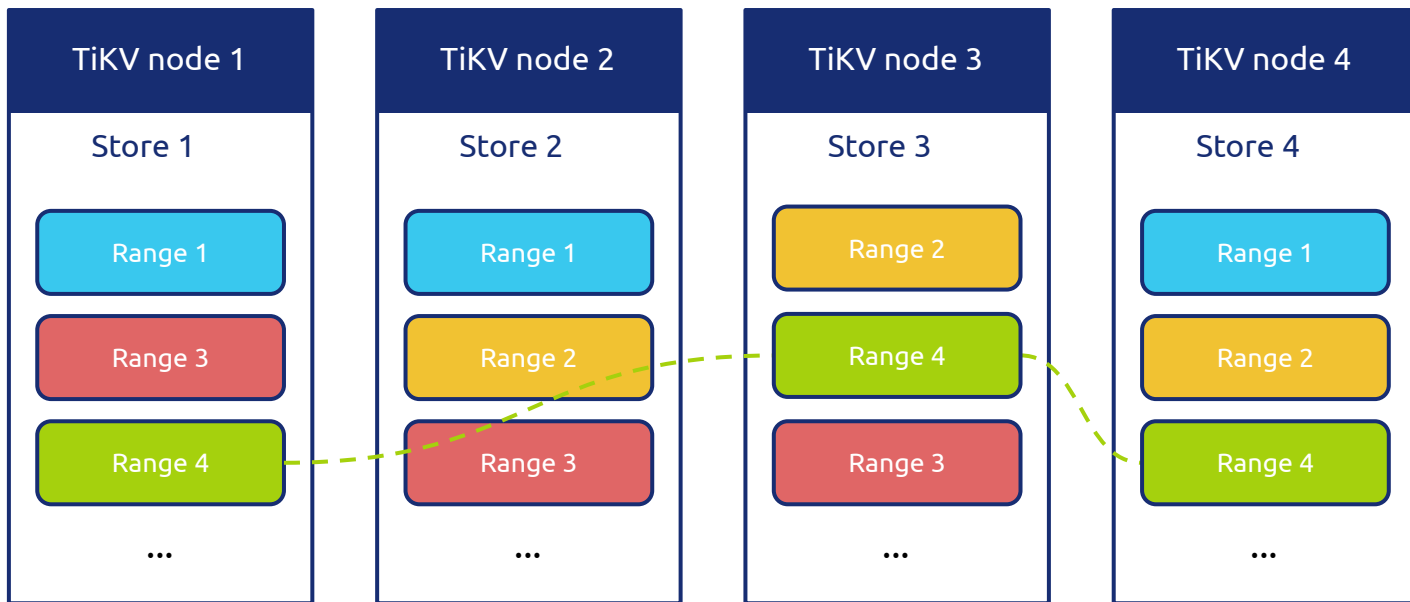 TiKV node 1
Store 1
Range 1
Range 3
Range 4
...
TiKV node 2
Store 2
Range 1
Range 2
Range 3
...
TiKV node 3
Store 3
Range 2
Range 4
Range 3
...
TiKV node 4
Store 4
Range 1
Range 2
Range 4
...